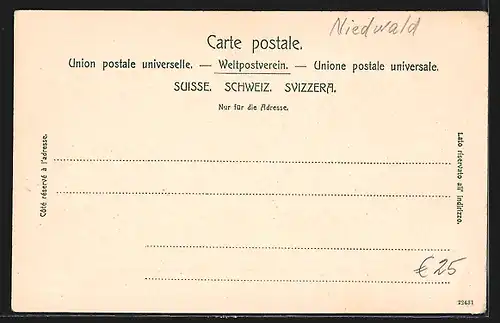 Niedwald
Carte postale.
Union postale universelle. — Weltpostverein. — Unione postale universale.
SUISSE. SCHWEIZ. SVIZZERA.
Nur für die Adresse.
Côté réservé à l'adresse.
Lato riservato all' indirizzo.
€ 25
22451